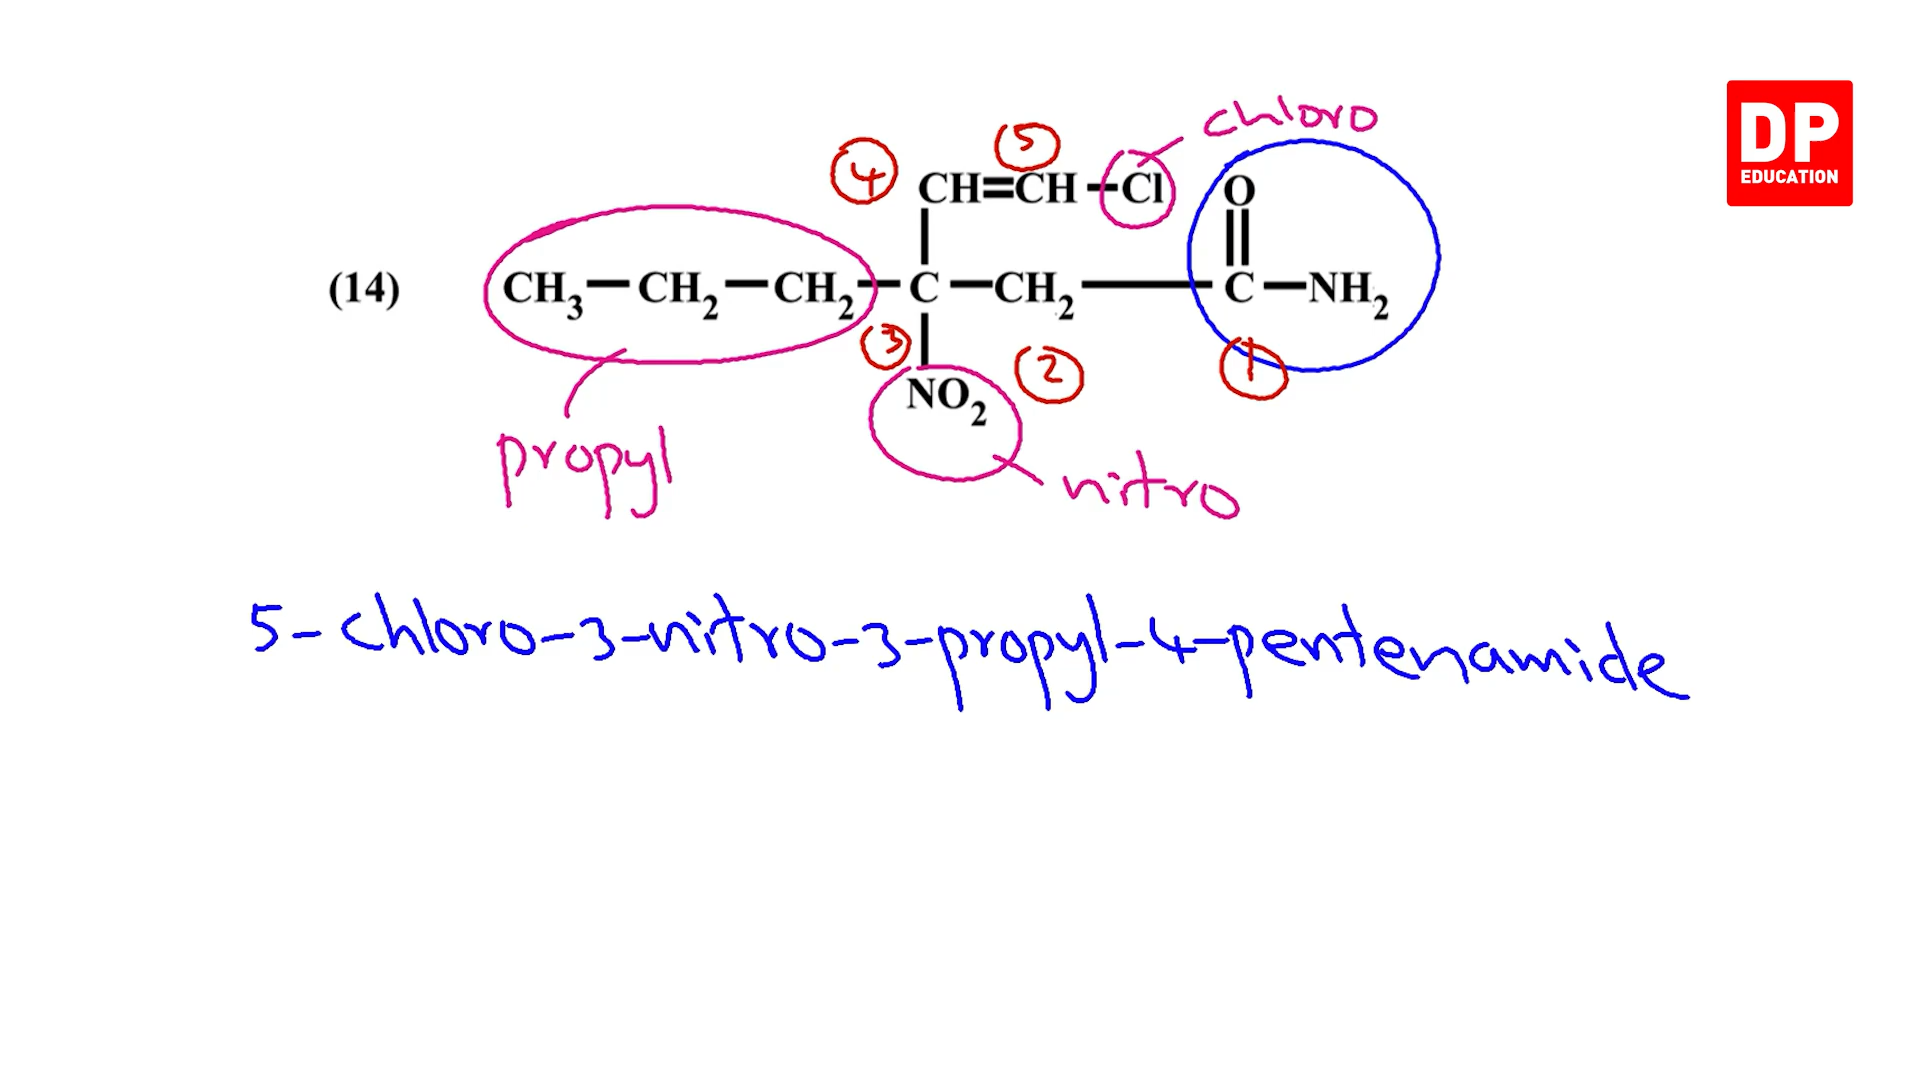 DP
EDUCATION
chloro
④ ⑤
CH=CH-Cl O
(14) CH₃-CH₂-CH₂-C-CH₂-C-NH₂
③ ② ①
NO₂
propyl
nitro
5-chloro-3-nitro-3-propyl-4-pentenamide